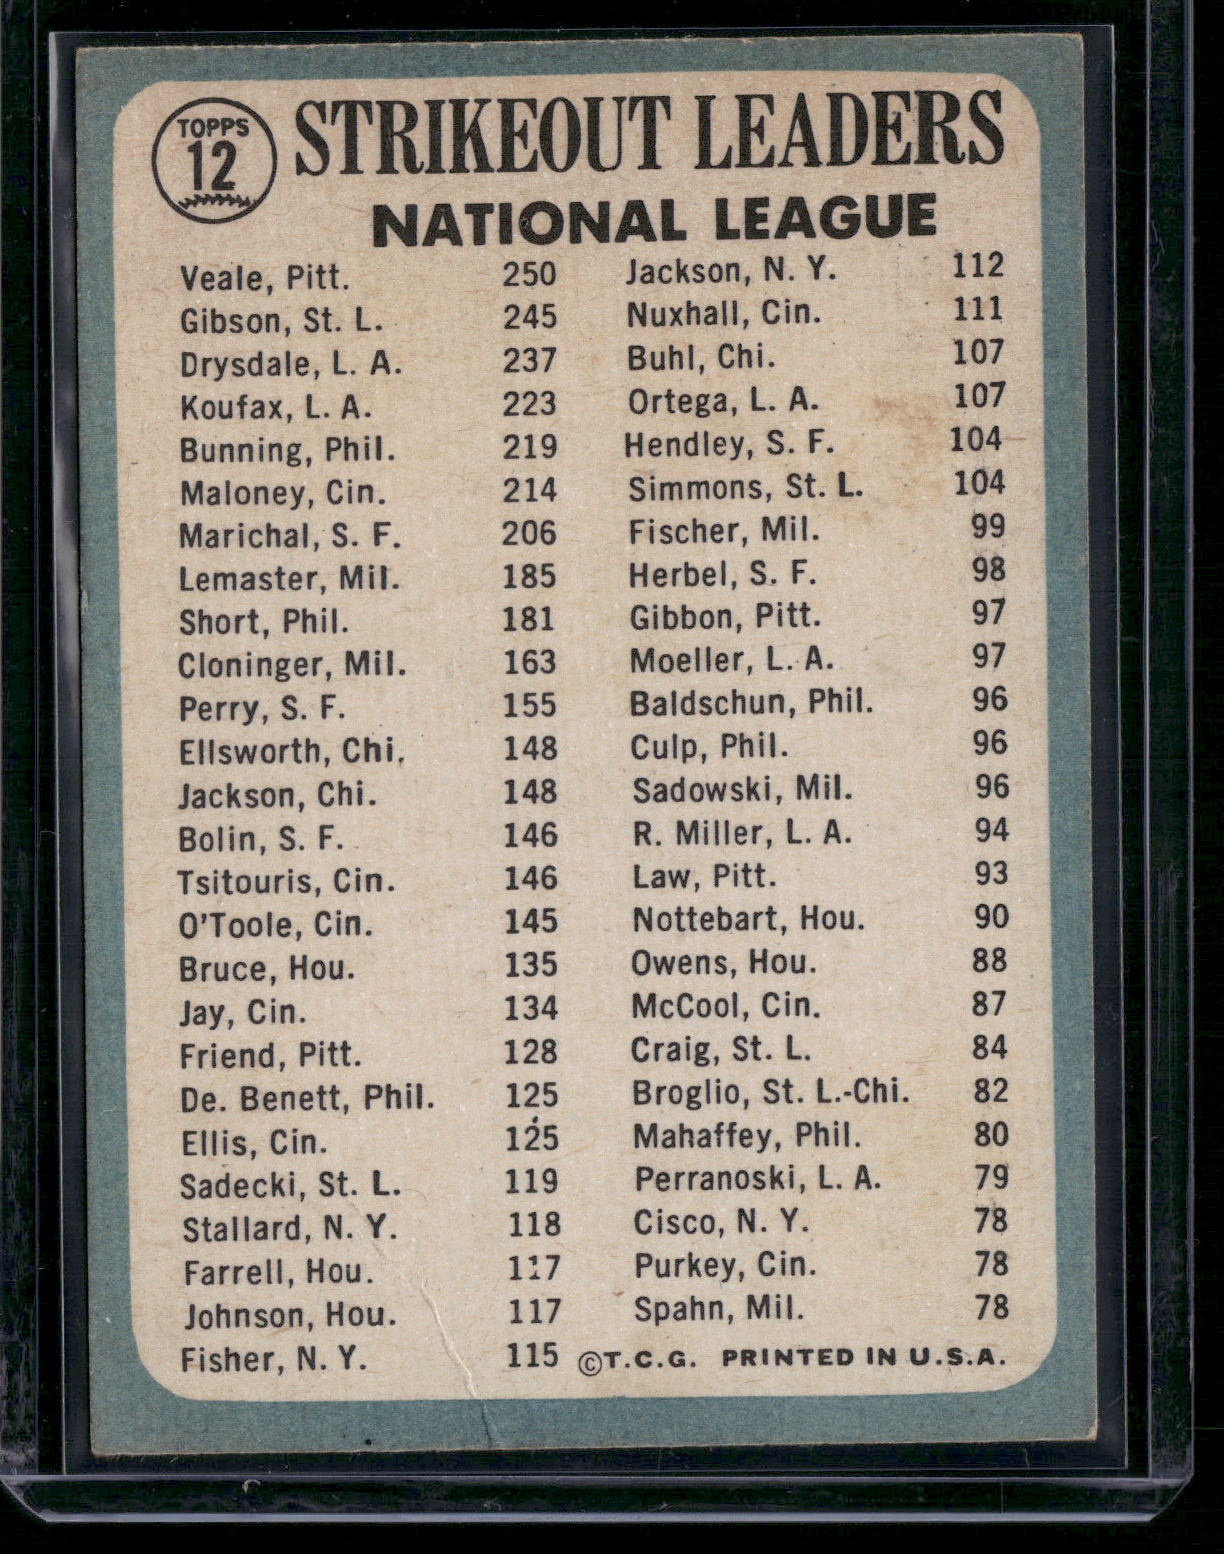 TOPPS
12
STRIKEOUT LEADERS
NATIONAL LEAGUE
Veale, Pitt. 250
Gibson, St. L. 245
Drysdale, L. A. 237
Koufax, L. A. 223
Bunning, Phil. 219
Maloney, Cin. 214
Marichal, S. F. 206
Lemaster, Mil. 185
Short, Phil. 181
Cloninger, Mil. 163
Perry, S. F. 155
Ellsworth, Chi. 148
Jackson, Chi. 148
Bolin, S. F. 146
Tsitouris, Cin. 146
O'Toole, Cin. 145
Bruce, Hou. 135
Jay, Cin. 134
Friend, Pitt. 128
De. Benett, Phil. 125
Ellis, Cin. 125
Sadecki, St. L. 119
Stallard, N. Y. 118
Farrell, Hou. 117
Johnson, Hou. 117
Fisher, N. Y. 115
Jackson, N. Y. 112
Nuxhall, Cin. 111
Buhl, Chi. 107
Ortega, L. A. 107
Hendley, S. F. 104
Simmons, St. L. 104
Fischer, Mil. 99
Herbel, S. F. 98
Gibbon, Pitt. 97
Moeller, L. A. 97
Baldschun, Phil. 96
Culp, Phil. 96
Sadowski, Mil. 96
R. Miller, L. A. 94
Law, Pitt. 93
Nottebart, Hou. 90
Owens, Hou. 88
McCool, Cin. 87
Craig, St. L. 84
Broglio, St. L.-Chi. 82
Mahaffey, Phil. 80
Perranoski, L. A. 79
Cisco, N. Y. 78
Purkey, Cin. 78
Spahn, Mil. 78
©T.C.G. PRINTED IN U.S.A.